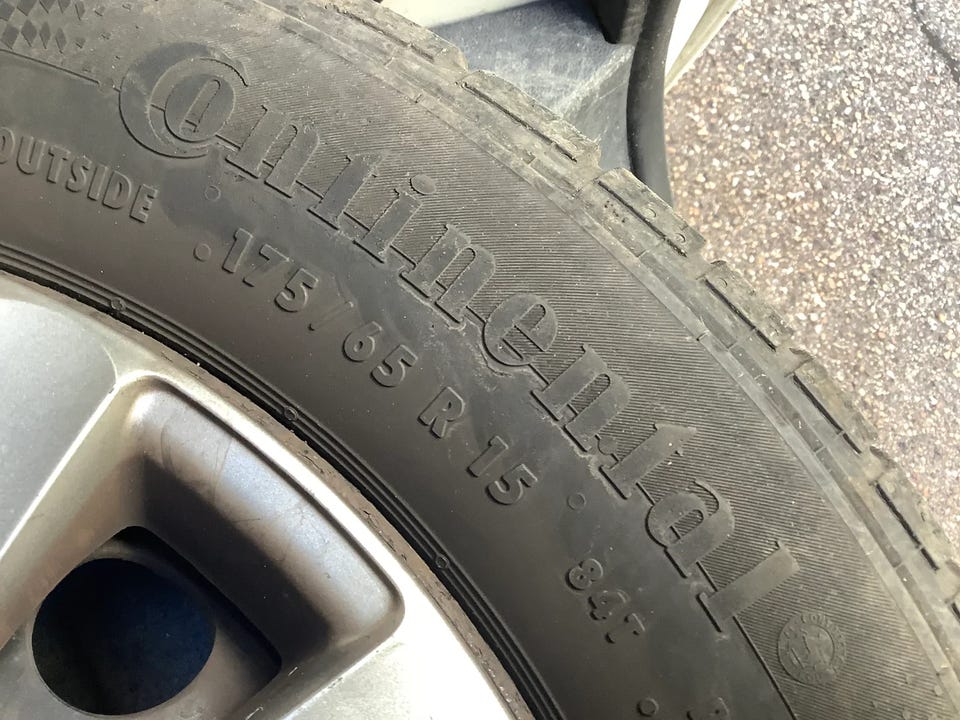 Continental
OUTSIDE
175/65 R 15 84T